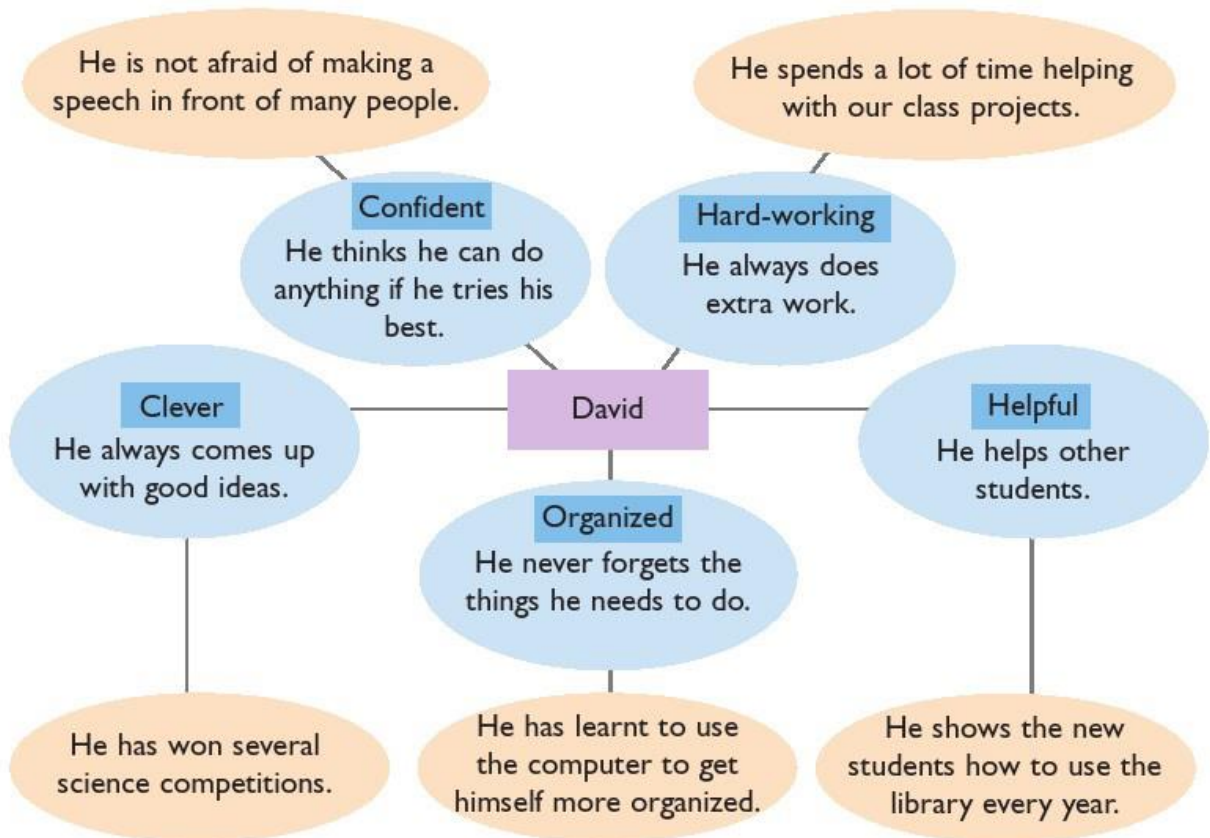 He is not afraid of making a
speech in front of many people.
He spends a lot of time helping
with our class projects.
Confident
He thinks he can do
anything if he tries his
best.
Hard-working
He always does
extra work.
Clever
He always comes up
with good ideas.
David
Helpful
He helps other
students.
Organized
He never forgets the
things he needs to do.
He has won several
science competitions.
He has learnt to use
the computer to get
himself more organized.
He shows the new
students how to use the
library every year.